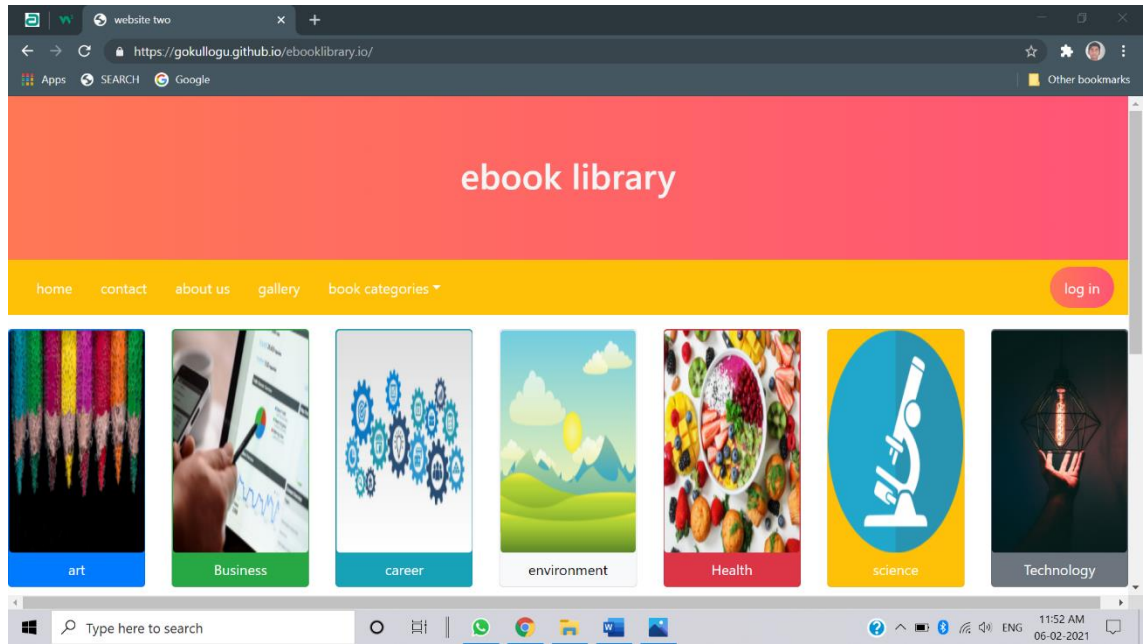 website two
https://gokullogu.github.io/ebooklibrary.io/
Apps SEARCH Google Other bookmarks
ebook library
home contact about us gallery book categories log in
art Business career environment Health science Technology
Type here to search
ENG
11:52 AM
06-02-2021